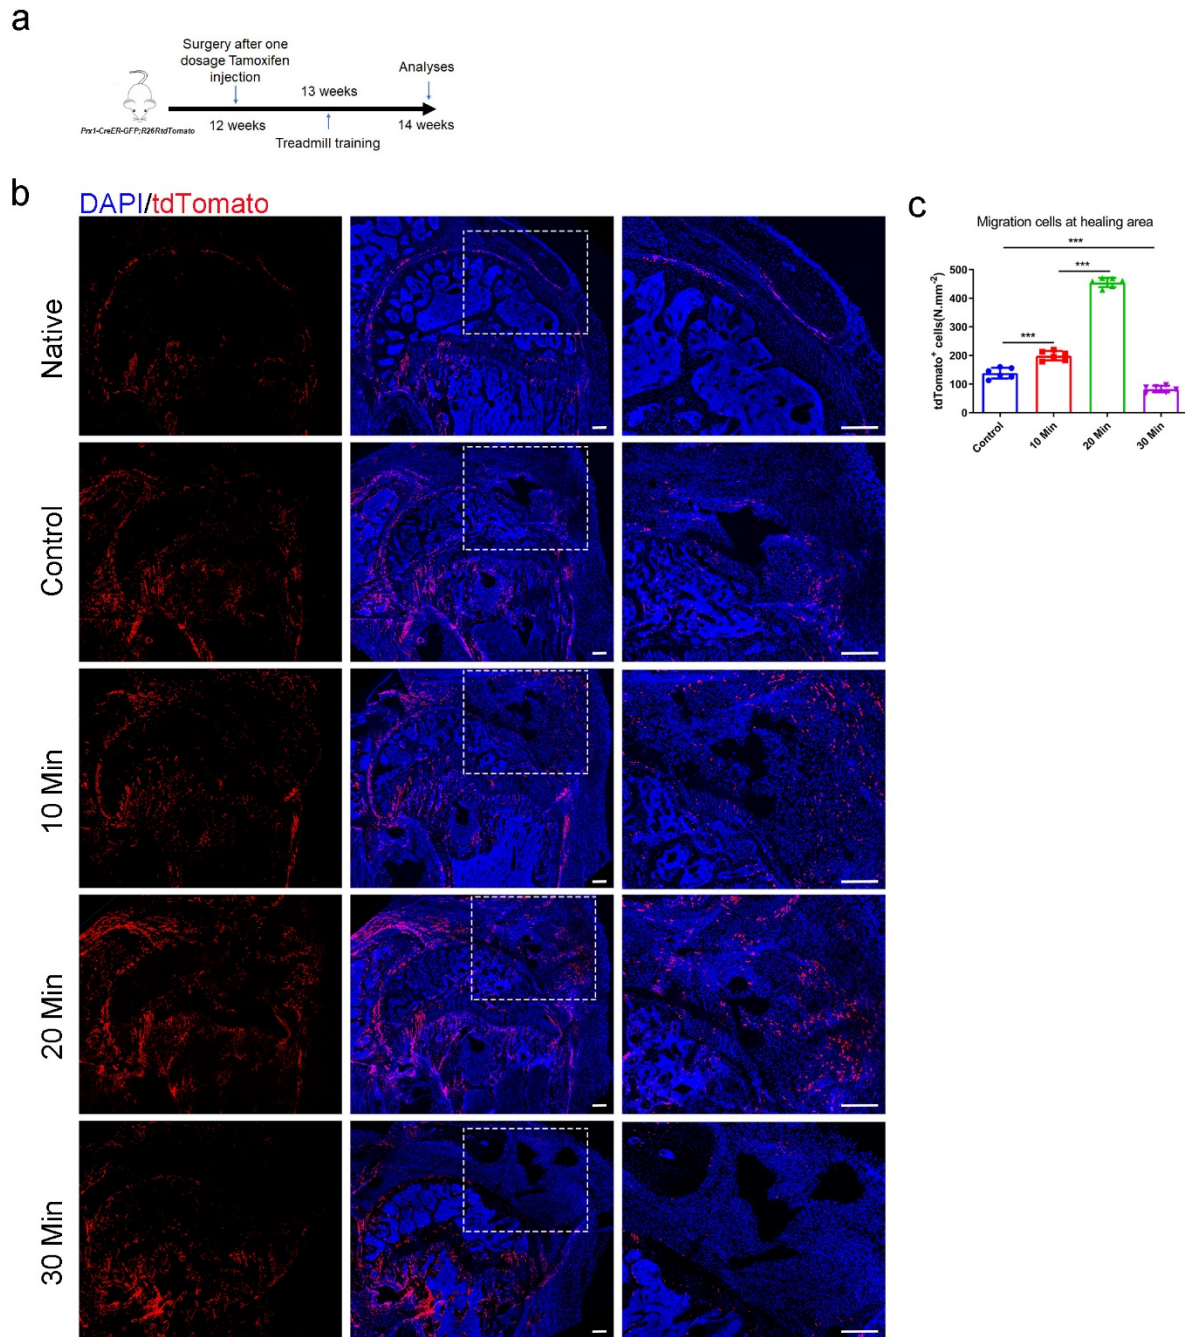 a
Surgery after one
dosage Tamoxifen
injection
Analyses
13 weeks
12 weeks
14 weeks
Prx1-CreER-GFP;R26RtdTomato
Treadmill training
b
DAPI/tdTomato
Native
Control
10 Min
20 Min
30 Min
c
Migration cells at healing area
***
***
***
tdTomato+ cells(N.mm-2)
500
400
300
200
100
0
Control
10 Min
20 Min
30 Min